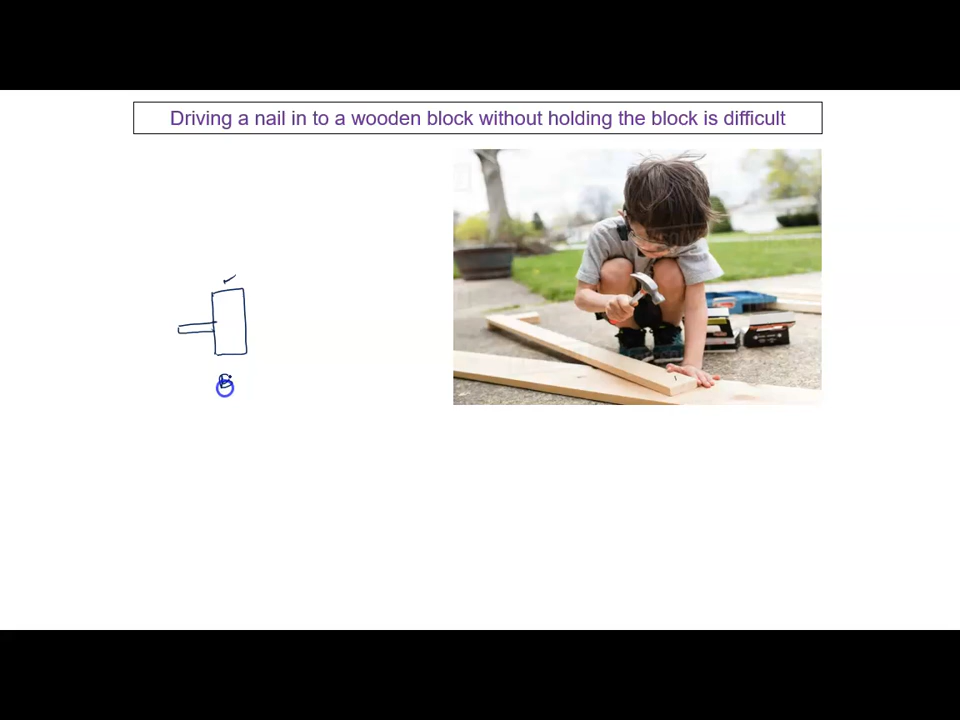 Driving a nail in to a wooden block without holding the block is difficult